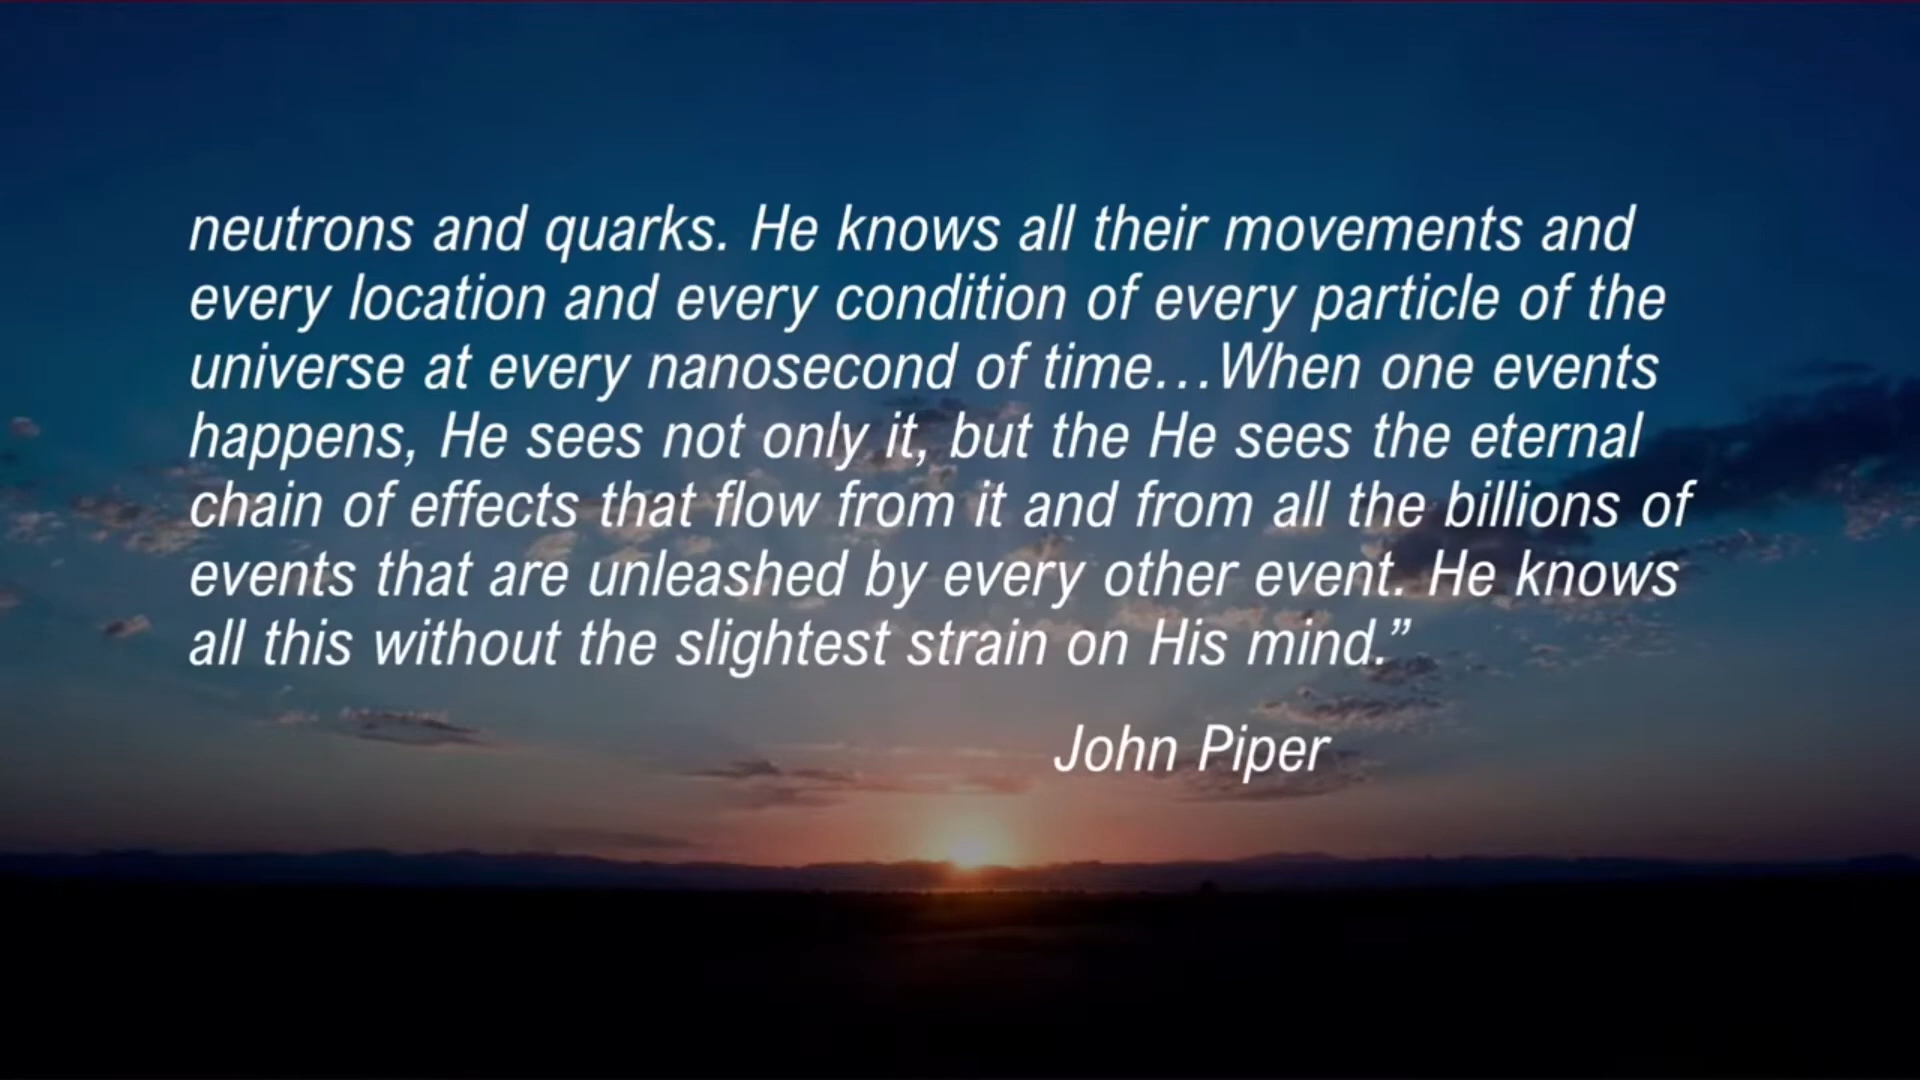 neutrons and quarks. He knows all their movements and
every location and every condition of every particle of the
universe at every nanosecond of time…When one events
happens, He sees not only it, but the He sees the eternal
chain of effects that flow from it and from all the billions of
events that are unleashed by every other event. He knows
all this without the slightest strain on His mind.”
John Piper